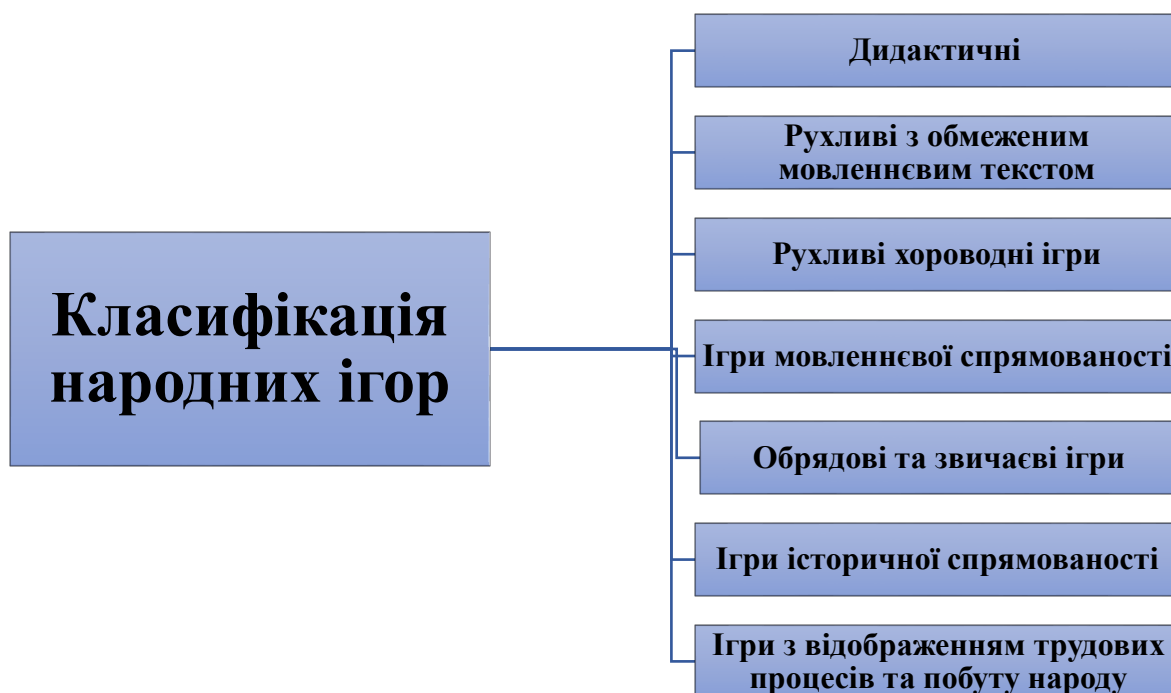 Класифікація
народних ігор
Дидактичні
Рухливі з обмеженим
мовленнєвим текстом
Рухливі хороводні ігри
Ігри мовленнєвої спрямованості
Обрядові та звичаєві ігри
Ігри історичної спрямованості
Ігри з відображенням трудових
процесів та побуту народу